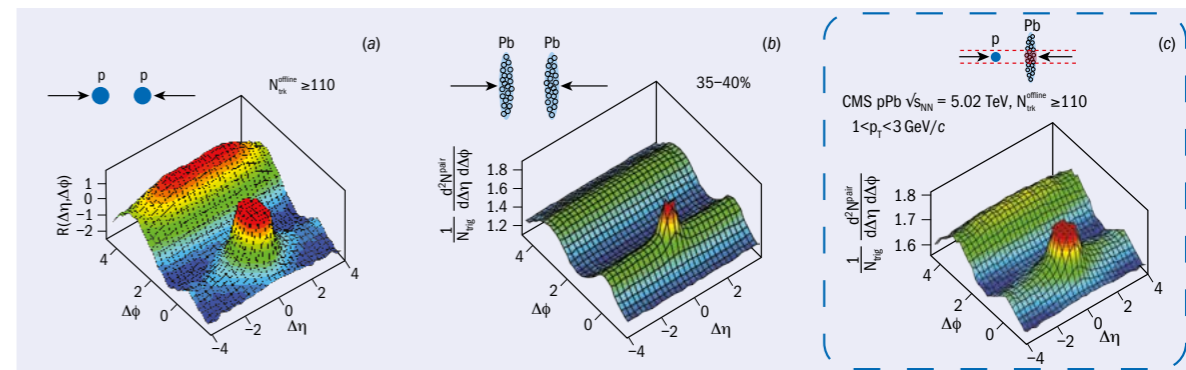 (a)
p p
N_trk^offline ≥110
R(Δη,Δϕ)
1
0
−1
−2
4
2
0
Δϕ
−4
−2
0
2
4
Δη
(b)
Pb Pb
35–40%
1/N_trig d²N^pair/dΔη dΔϕ
1.8
1.6
1.4
1.2
4
2
0
Δϕ
−4
−2
0
2
Δη
(c)
p Pb
CMS pPb √s_NN = 5.02 TeV, N_trk^offline ≥110
1<p_T<3 GeV/c
1/N_trig d²N^pair/dΔη dΔϕ
1.8
1.7
1.6
4
2
0
Δϕ
−4
−2
0
2
4
Δη